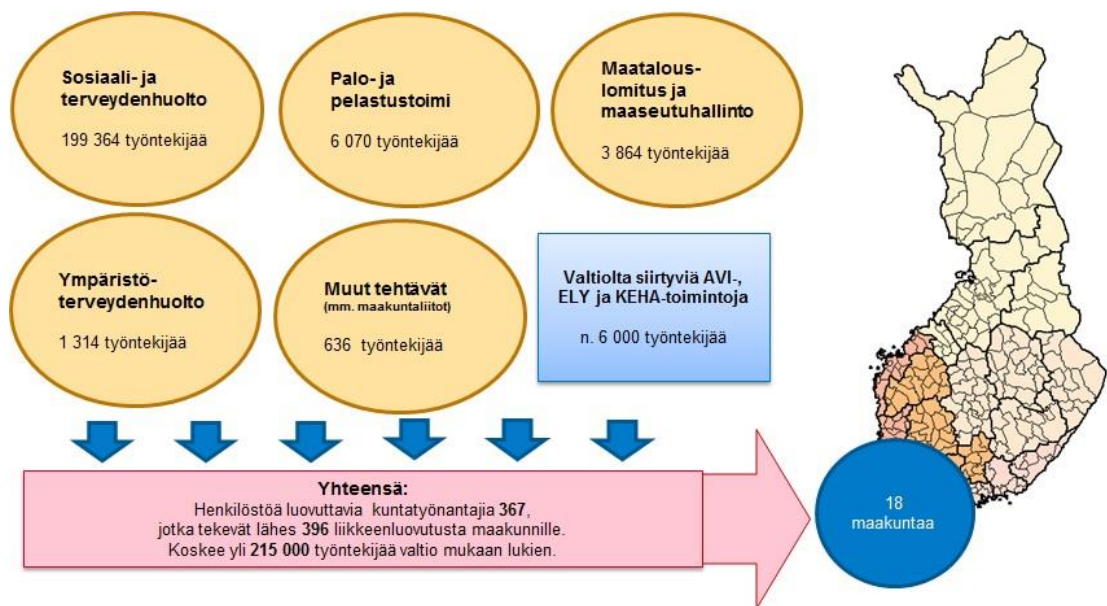 Sosiaali- ja
terveydenhuolto
199 364 työntekijää
Palo- ja
pelastustoimi
6 070 työntekijää
Maatalous-
lomitus ja
maaseutuhallinto
3 864 työntekijää
Ympäristö-
terveydenhuolto
1 314 työntekijää
Muut tehtävät
(mm. maakuntaliitot)
636 työntekijää
Valtiolta siirtyviä AVI-,
ELY ja KEHA-toimintoja
n. 6 000 työntekijää
Yhteensä:
Henkilöstöä luovuttavia kuntatyönantajia 367,
jotka tekevät lähes 396 liikkeenluovutusta maakunnille.
Koskee yli 215 000 työntekijää valtio mukaan lukien.
18
maakuntaa